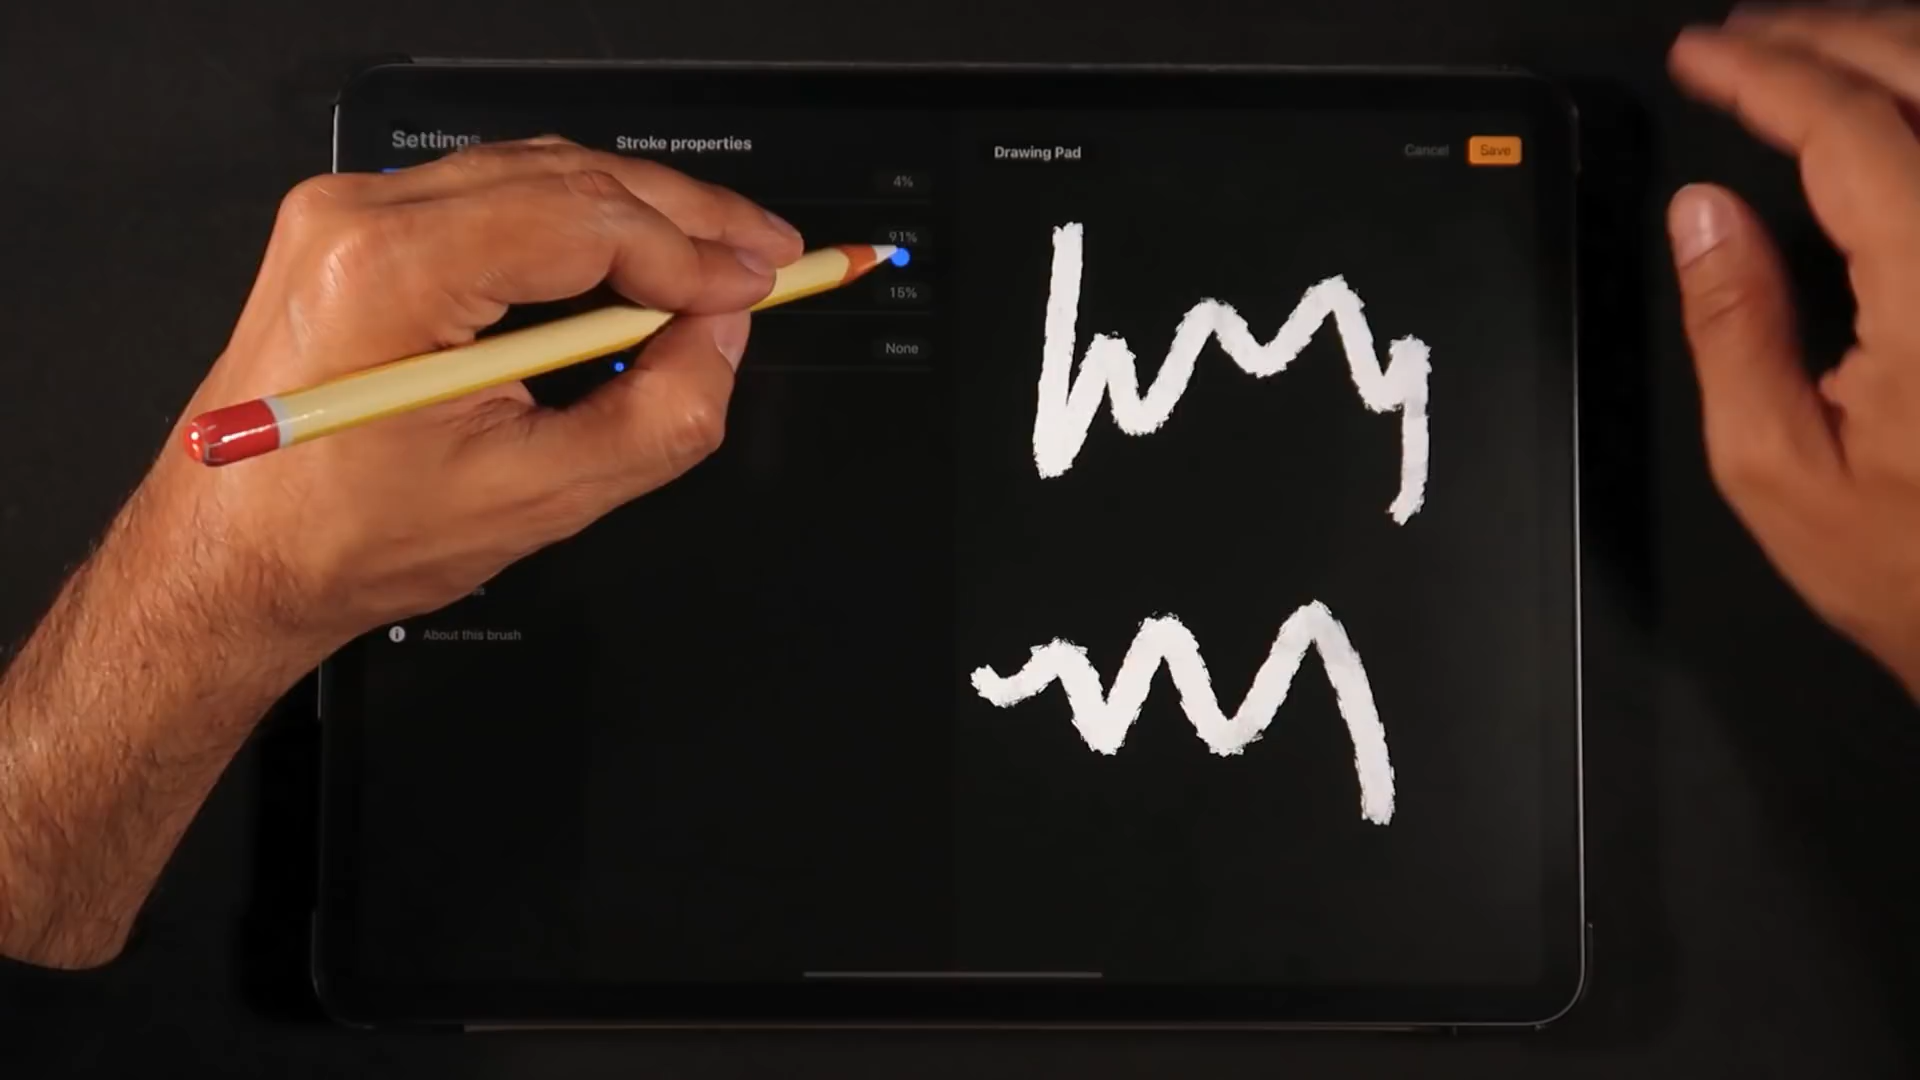 Settings
Stroke properties
4%
91%
15%
None
About this brush
Drawing Pad
Cancel
Save